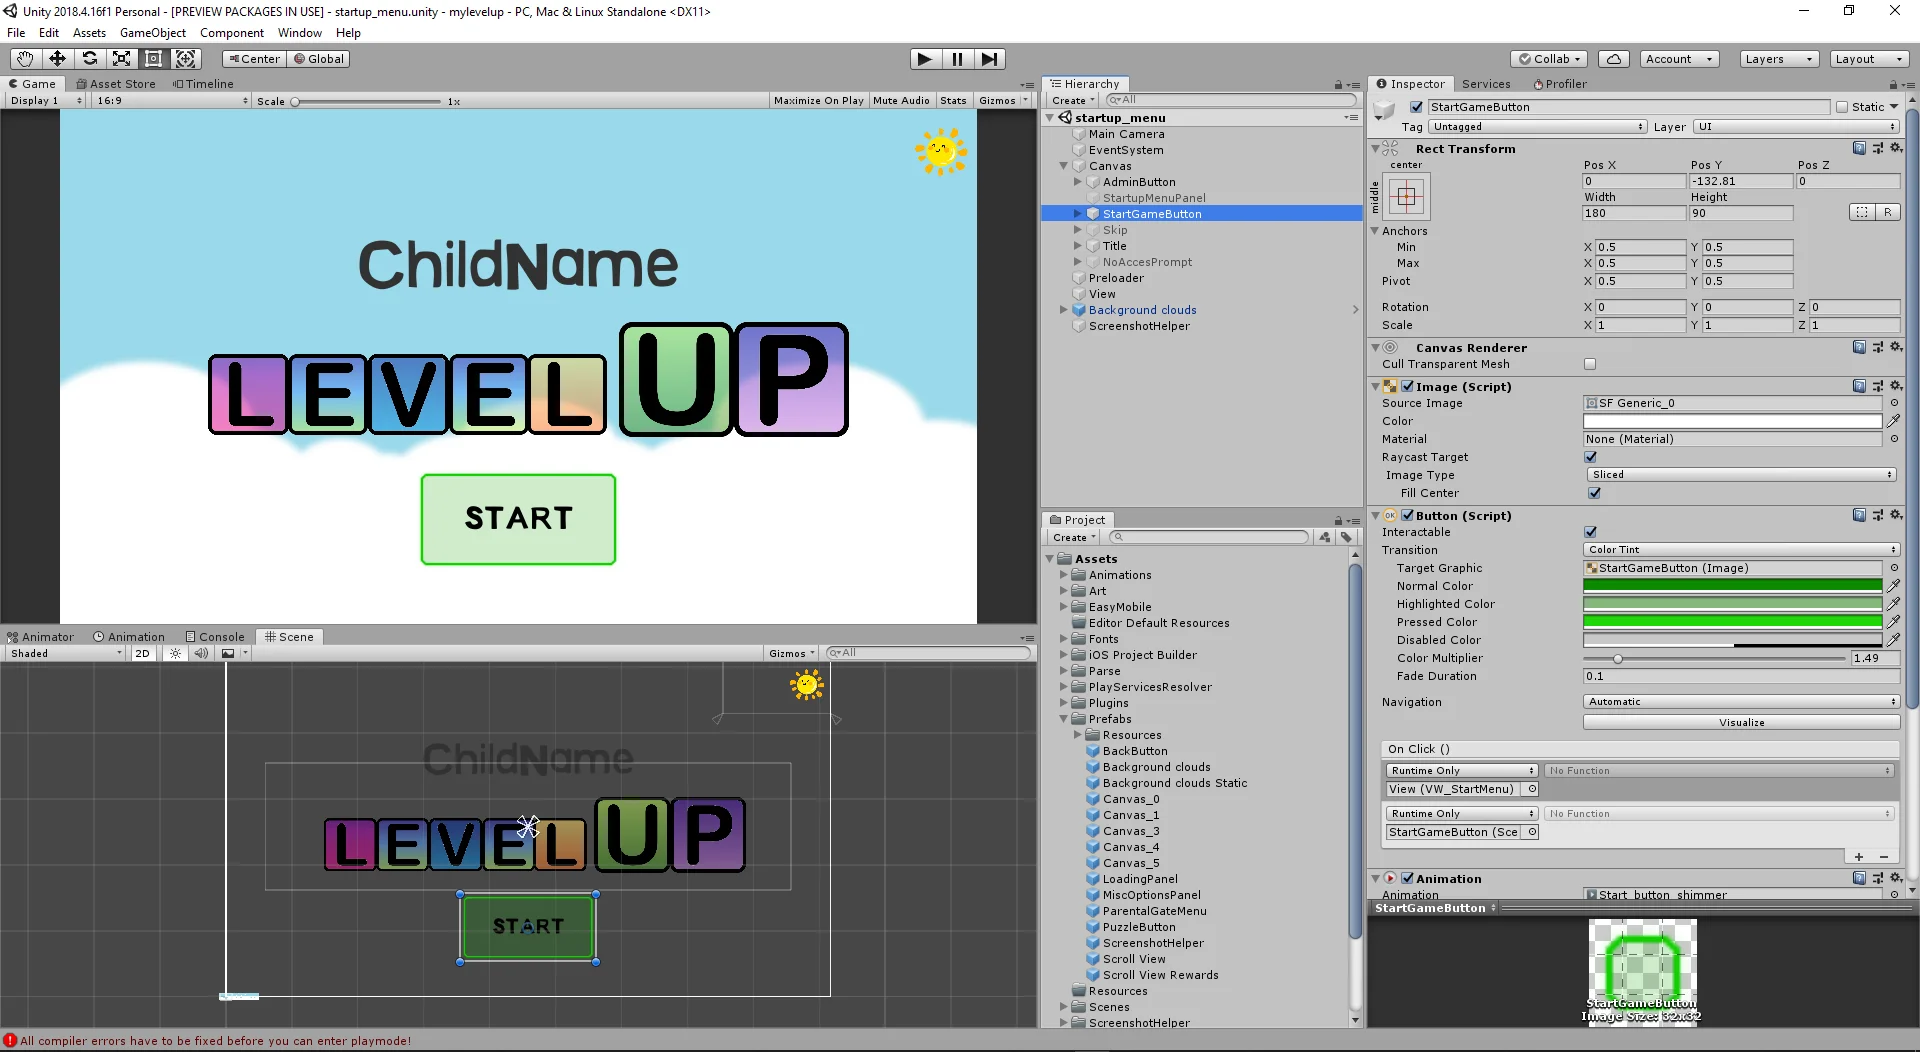 Unity 2018.4.16f1 Personal - [PREVIEW PACKAGES IN USE] - startup_menu.unity - mylevelup - PC, Mac & Linux Standalone <DX11>
File Edit Assets GameObject Component Window Help
Center Global Collab Account Layers Layout
Game Asset Store Timeline
Display 1 16:9 Scale 1x Maximize On Play Mute Audio Stats Gizmos
ChildName
LEVEL UP
START
Animator Animation Console Scene
Shaded 2D Gizmos All
ChildName
LEVEL UP
START
Hierarchy
Create All
startup_menu
Main Camera
EventSystem
Canvas
AdminButton
StartupMenuPanel
StartGameButton
Skip
Title
NoAccesPrompt
Preloader
View
Background clouds
ScreenshotHelper
Project
Create
Assets
Animations
Art
EasyMobile
Editor Default Resources
Fonts
iOS Project Builder
Parse
PlayServicesResolver
Plugins
Prefabs
Resources
BackButton
Background clouds
Background clouds Static
Canvas_0
Canvas_1
Canvas_3
Canvas_4
Canvas_5
LoadingPanel
MiscOptionsPanel
ParentalGateMenu
PuzzleButton
ScreenshotHelper
Scroll View
Scroll View Rewards
Resources
Scenes
ScreenshotHelper
Inspector Services Profiler
StartGameButton Static
Tag Untagged Layer UI
Rect Transform
center Pos X Pos Y Pos Z
middle 0 -132.81 0
Width Height
180 90 R
Anchors
Min X 0.5 Y 0.5
Max X 0.5 Y 0.5
Pivot X 0.5 Y 0.5
Rotation X 0 Y 0 Z 0
Scale X 1 Y 1 Z 1
Canvas Renderer
Cull Transparent Mesh
Image (Script)
Source Image SF Generic_0
Color
Material None (Material)
Raycast Target
Image Type Sliced
Fill Center
OK Button (Script)
Interactable
Transition Color Tint
Target Graphic StartGameButton (Image)
Normal Color
Highlighted Color
Pressed Color
Disabled Color
Color Multiplier 1.49
Fade Duration 0.1
Navigation Automatic
Visualize
On Click ()
Runtime Only No Function
View (VW_StartMenu)
Runtime Only No Function
StartGameButton (Sce
+ −
Animation
Animation Start_button_shimmer
StartGameButton
StartGameButton
Image Size: 32x32
All compiler errors have to be fixed before you can enter playmode!